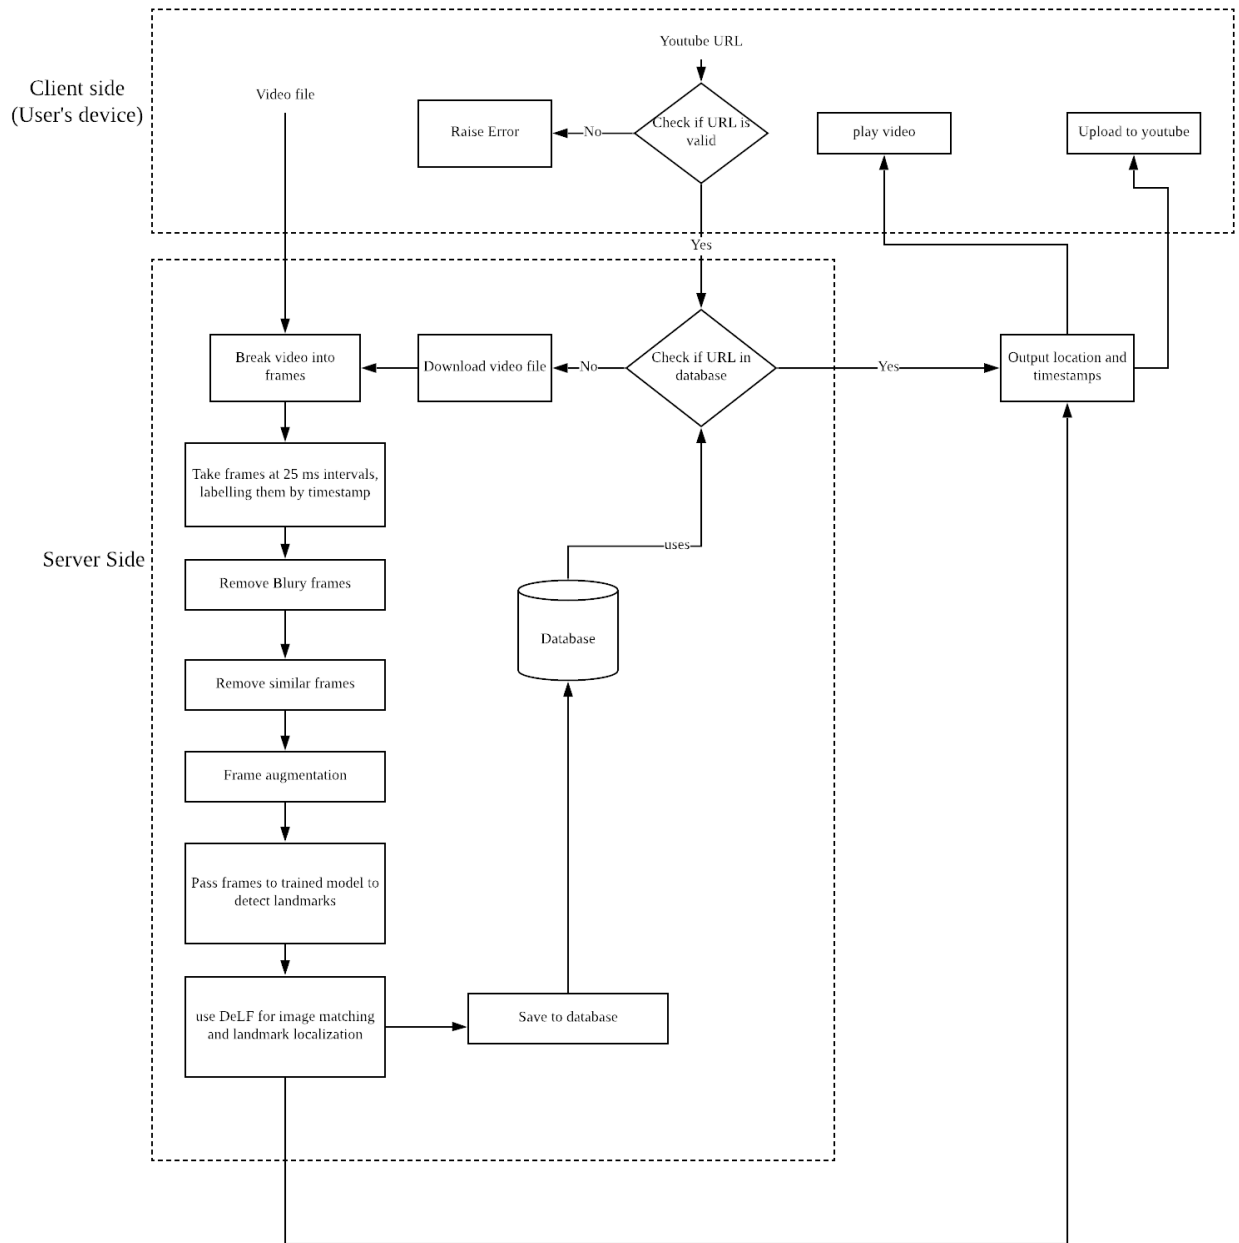 Youtube URL
Client side
(User's device)
Video file
Raise Error
No
Check if URL is
valid
play video
Upload to youtube
Yes
Break video into
frames
Download video file
No
Check if URL in
database
Yes
Output location and
timestamps
Take frames at 25 ms intervals,
labelling them by timestamp
Server Side
uses
Remove Blury frames
Database
Remove similar frames
Frame augmentation
Pass frames to trained model to
detect landmarks
use DeLF for image matching
and landmark localization
Save to database